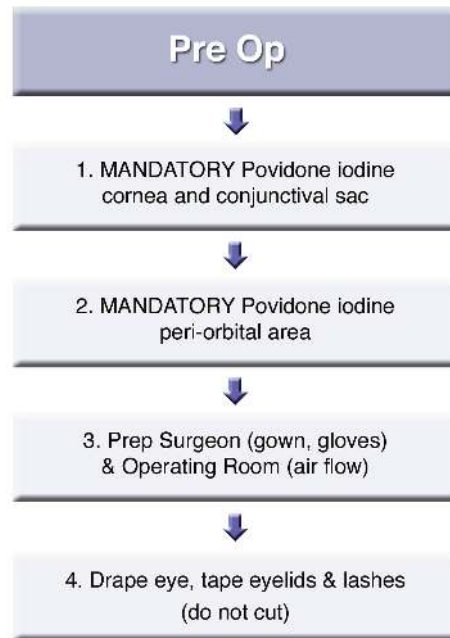 Pre Op
1. MANDATORY Povidone iodine
cornea and conjunctival sac
2. MANDATORY Povidone iodine
peri-orbital area
3. Prep Surgeon (gown, gloves)
& Operating Room (air flow)
4. Drape eye, tape eyelids & lashes
(do not cut)